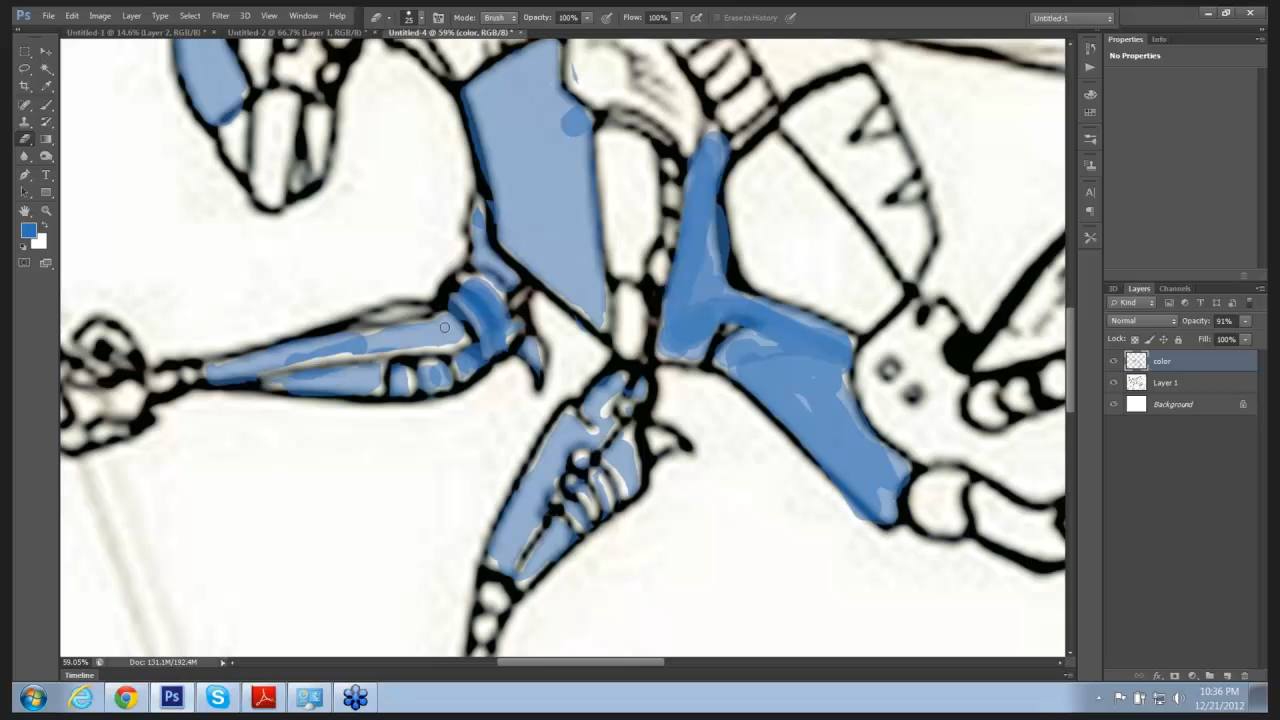 Ps File Edit Image Layer Type Select Filter 3D View Window Help
25 Mode: Brush Opacity: 100% Flow: 100% Erase to History Untitled-1
Untitled-1 @ 14.6% (Layer 2, RGB/8) * × Untitled-2 @ 66.7% (Layer 1, RGB/8) * × Untitled-4 @ 59% (color, RGB/8) * ×
Properties Info
No Properties
3D Layers Channels
Kind
Normal Opacity: 91%
Lock: Fill: 100%
color
Layer 1
Background
59.05% Doc: 131.1M/192.4M
Timeline
Ps
10:36 PM
12/21/2012